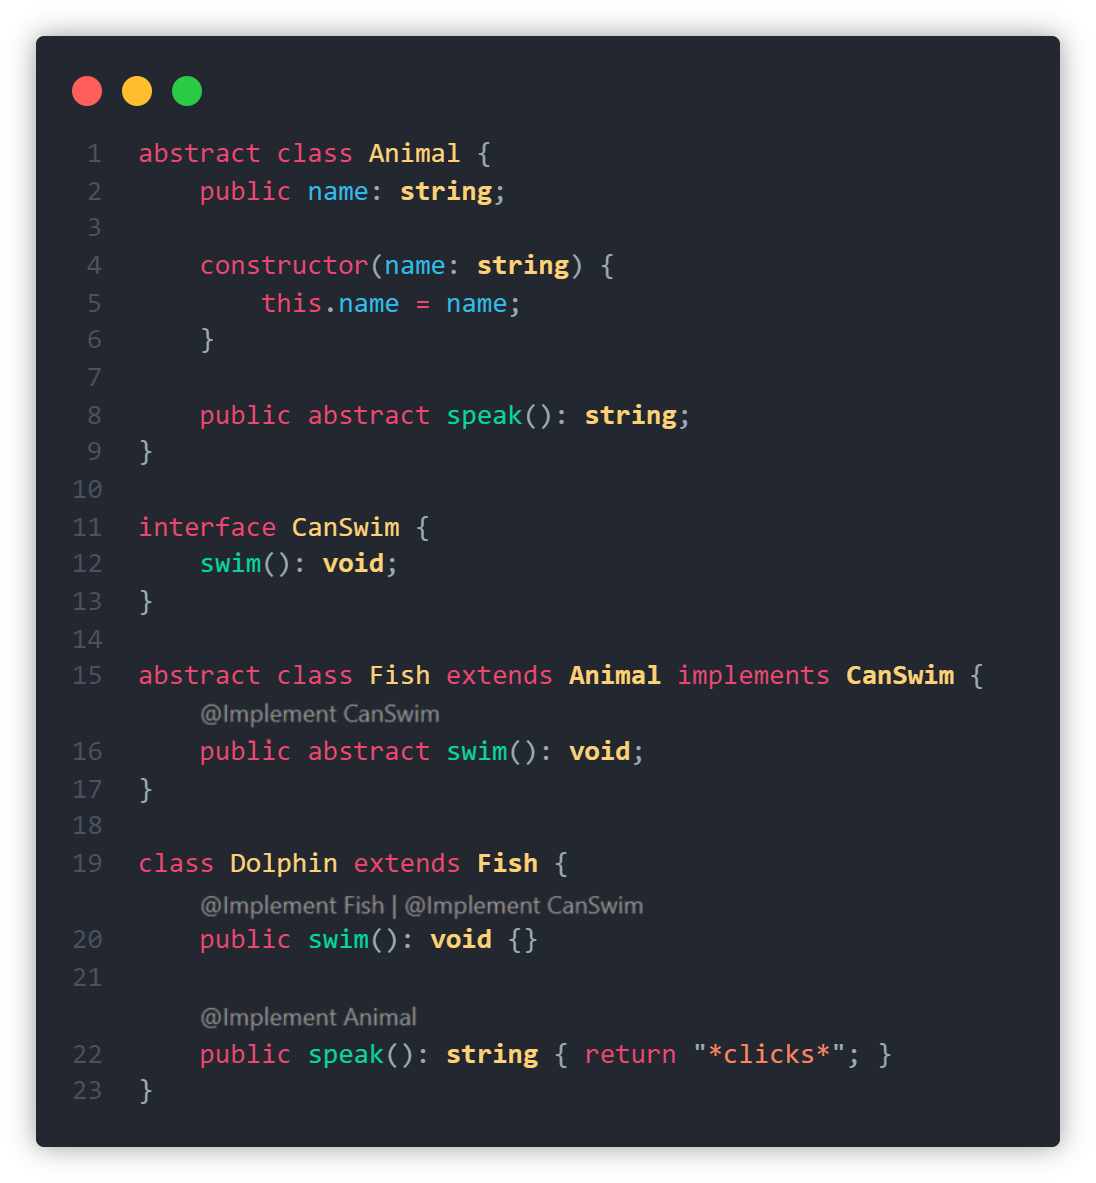 1 abstract class Animal {
2 public name: string;
3
4 constructor(name: string) {
5 this.name = name;
6 }
7
8 public abstract speak(): string;
9 }
10
11 interface CanSwim {
12 swim(): void;
13 }
14
15 abstract class Fish extends Animal implements CanSwim {
@Implement CanSwim
16 public abstract swim(): void;
17 }
18
19 class Dolphin extends Fish {
@Implement Fish | @Implement CanSwim
20 public swim(): void {}
21
@Implement Animal
22 public speak(): string { return "*clicks*"; }
23 }